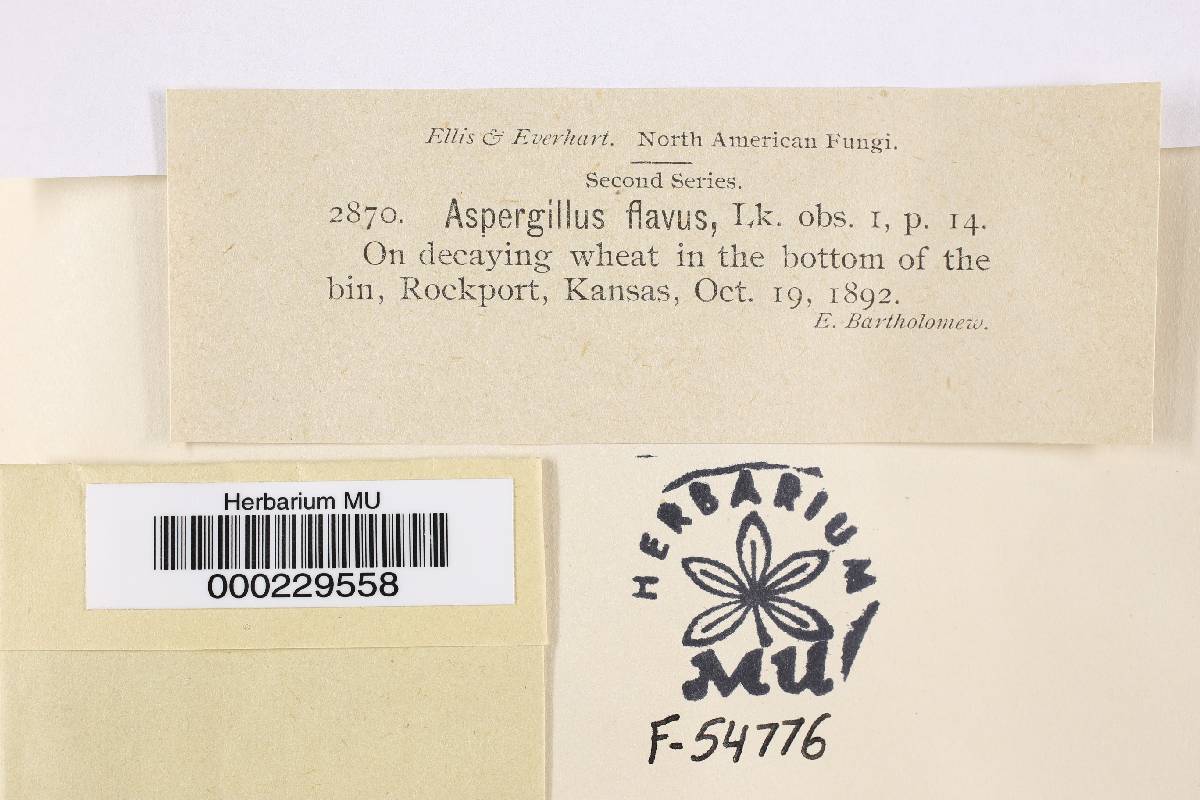 Ellis & Everhart. North American Fungi.
Second Series.
2870. Aspergillus flavus, Lk. obs. 1, p. 14.
On decaying wheat in the bottom of the
bin, Rockport, Kansas, Oct. 19, 1892.
E. Bartholomew.
Herbarium MU
000229558
HERBARIUM
MU
F-54776